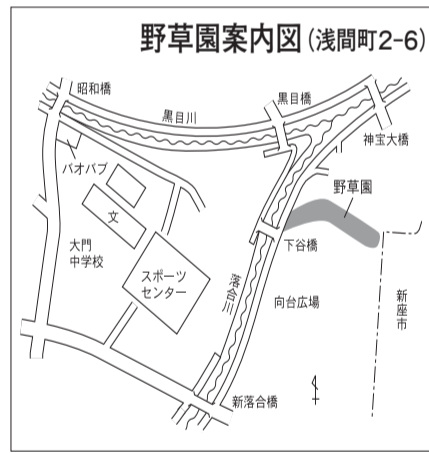 野草園案内図(浅間町2-6)
昭和橋
黒目川
黒目橋
神宝大橋
バオバブ
野草園
文
大門
中学校
スポーツ
センター
落合川
下谷橋
向台広場
新座市
新落合橋